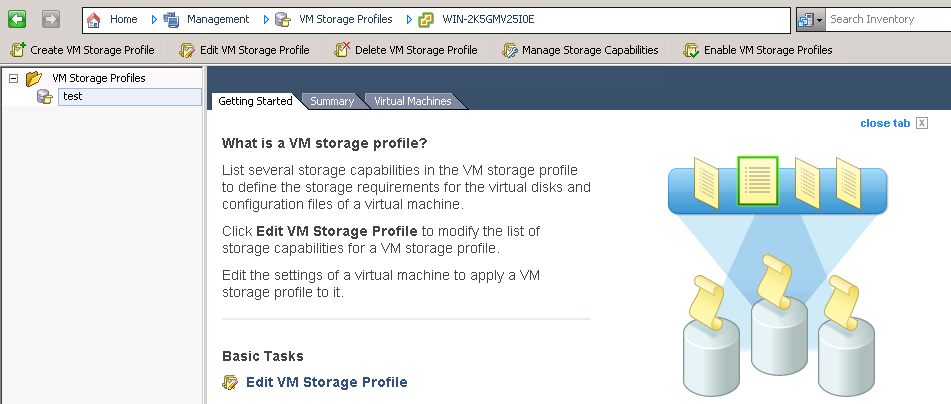 Home Management VM Storage Profiles WIN-2K5GMV25I0E Search Inventory
Create VM Storage Profile Edit VM Storage Profile Delete VM Storage Profile Manage Storage Capabilities Enable VM Storage Profiles
VM Storage Profiles
test
Getting Started Summary Virtual Machines
close tab X
What is a VM storage profile?
List several storage capabilities in the VM storage profile
to define the storage requirements for the virtual disks and
configuration files of a virtual machine.
Click Edit VM Storage Profile to modify the list of
storage capabilities for a VM storage profile.
Edit the settings of a virtual machine to apply a VM
storage profile to it.
Basic Tasks
Edit VM Storage Profile